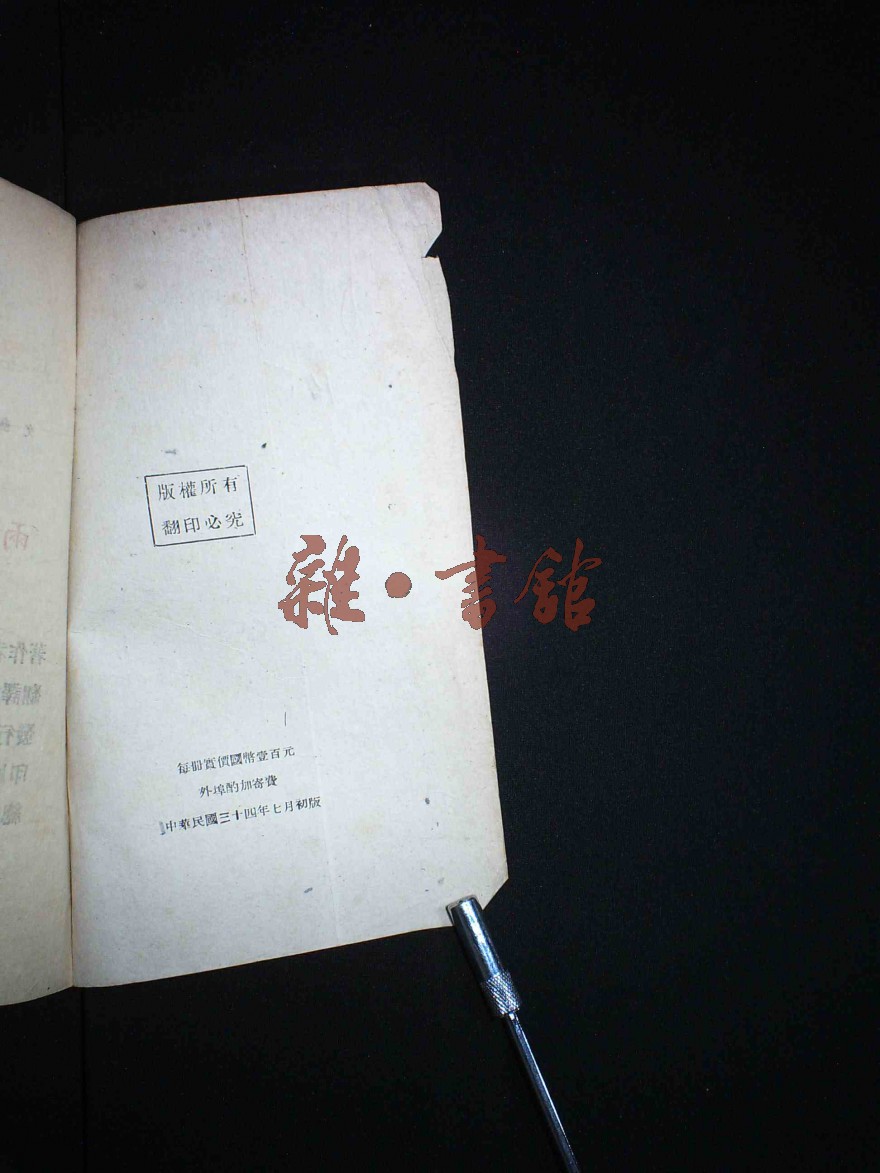 版權所有
翻印必究
雜·書館
每冊實價國幣壹百元
外埠酌加寄費
中華民國三十四年七月初版